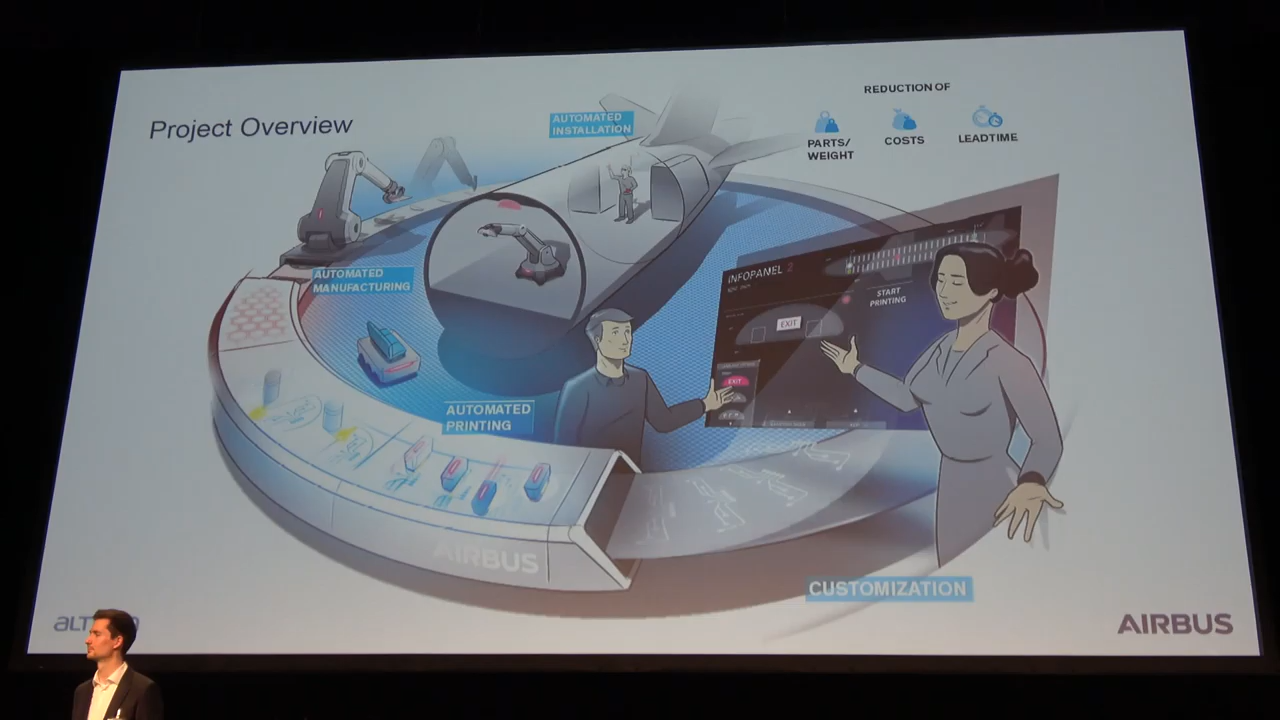 REDUCTION OF
Project Overview
AUTOMATED
INSTALLATION
PARTS/
WEIGHT
COSTS
LEADTIME
AUTOMATED
MANUFACTURING
INFOPANEL 2
START
PRINTING
EXIT
EXIT
AUTOMATED
PRINTING
AIRBUS
CUSTOMIZATION
AIRBUS